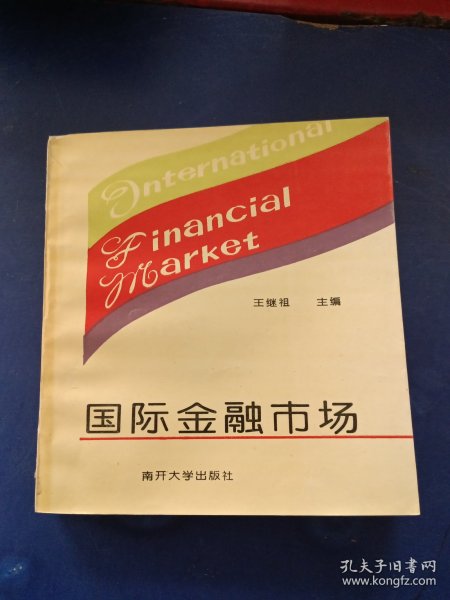 International
Financial
Market
王继祖 主编
国际金融市场
南开大学出版社
孔夫子旧书网
www.kongfz.com